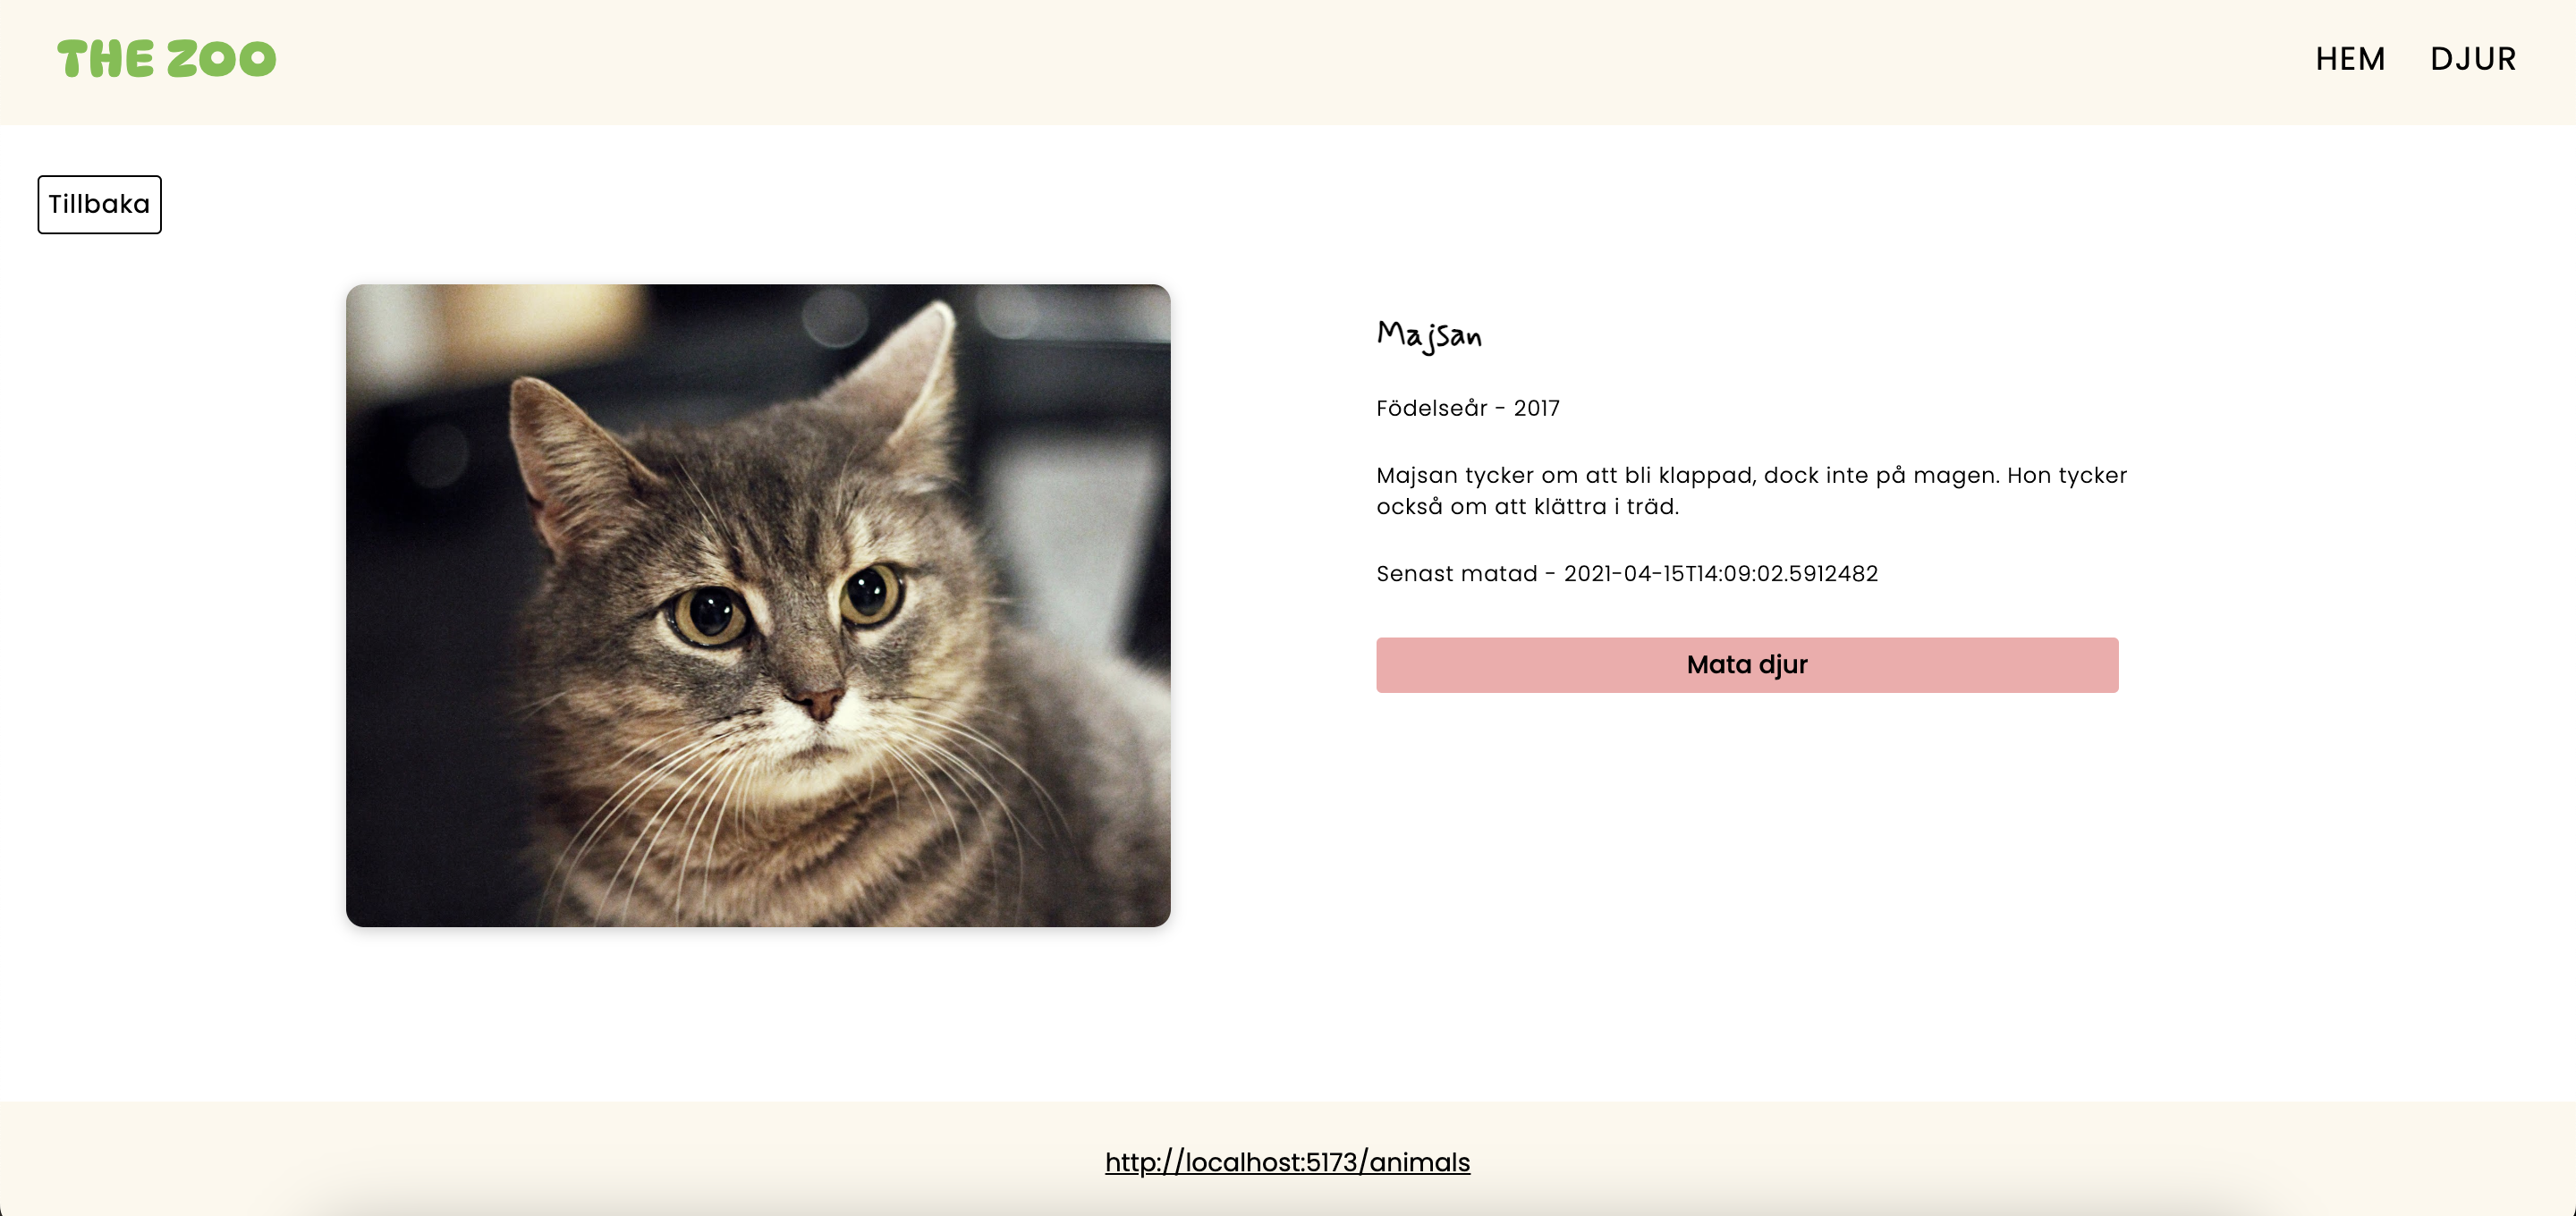 THE ZOO
HEM DJUR
Tillbaka
Majsan
Födelseår - 2017
Majsan tycker om att bli klappad, dock inte på magen. Hon tycker
också om att klättra i träd.
Senast matad - 2021-04-15T14:09:02.5912482
Mata djur
http://localhost:5173/animals